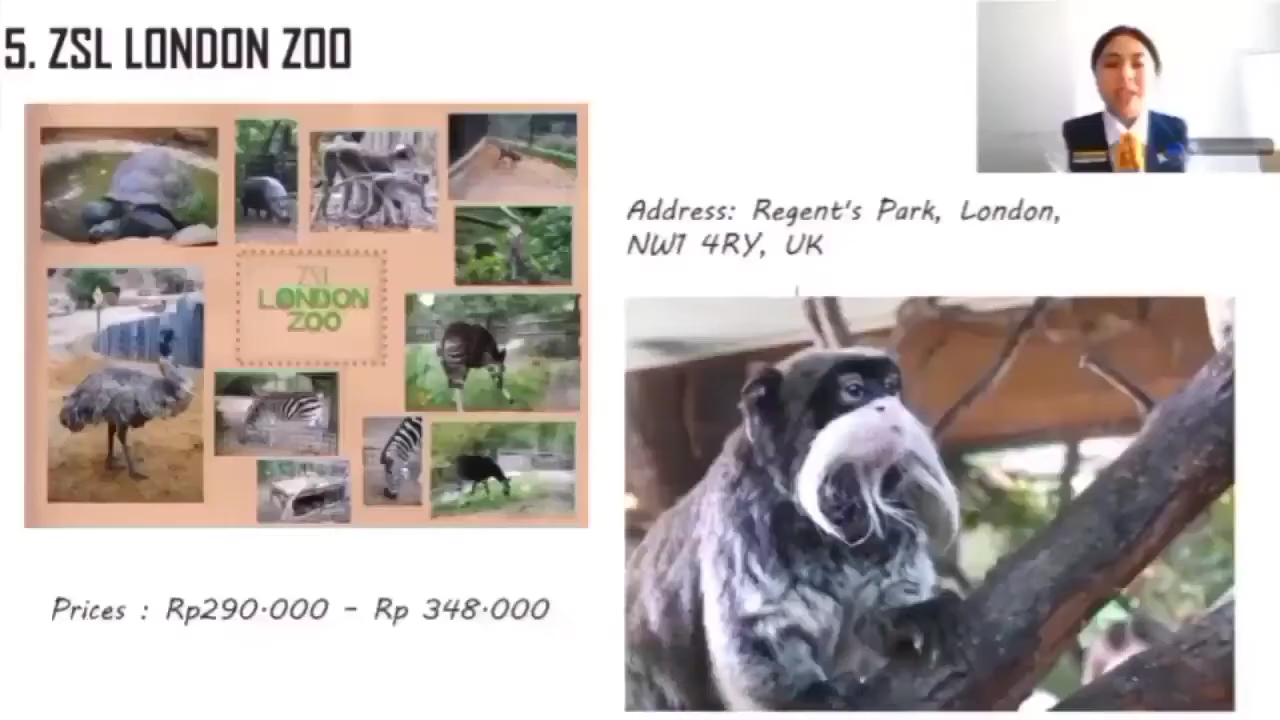 5. ZSL LONDON ZOO
ZSL
LONDON
ZOO
Address: Regent's Park, London,
NW1 4RY, UK
Prices : Rp290.000 - Rp 348.000